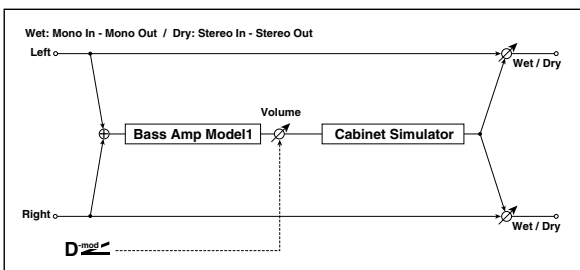 Wet: Mono In - Mono Out / Dry: Stereo In - Stereo Out
Left
Wet / Dry
Volume
Bass Amp Model1
Cabinet Simulator
Right
Wet / Dry
D-mod